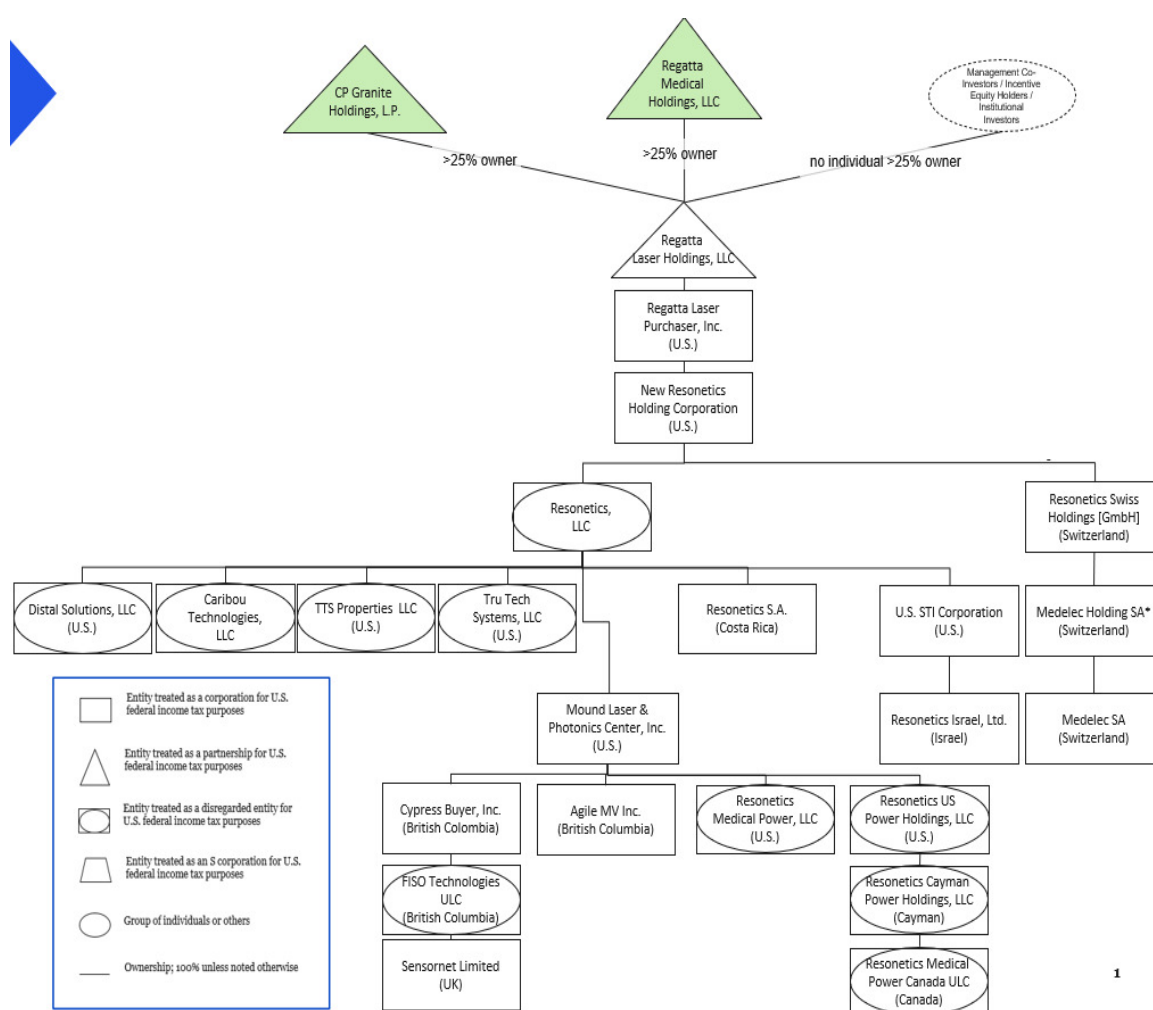 CP Granite
Holdings, L.P.
Regatta
Medical
Holdings, LLC
Management Co-
Investors / Incentive
Equity Holders /
Institutional
Investors
>25% owner
>25% owner
no individual >25% owner
Regatta
Laser Holdings, LLC
Regatta Laser
Purchaser, Inc.
(U.S.)
New Resonetics
Holding Corporation
(U.S.)
Resonetics,
LLC
Resonetics Swiss
Holdings [GmbH]
(Switzerland)
Distal Solutions, LLC
(U.S.)
Caribou
Technologies,
LLC
TTS Properties LLC
(U.S.)
Tru Tech
Systems, LLC
(U.S.)
Resonetics S.A.
(Costa Rica)
U.S. STI Corporation
(U.S.)
Medelec Holding SA*
(Switzerland)
Mound Laser &
Photonics Center, Inc.
(U.S.)
Resonetics Israel, Ltd.
(Israel)
Medelec SA
(Switzerland)
Cypress Buyer, Inc.
(British Colombia)
Agile MV Inc.
(British Columbia)
Resonetics
Medical Power, LLC
(U.S.)
Resonetics US
Power Holdings, LLC
(U.S.)
FISO Technologies
ULC
(British Columbia)
Resonetics Cayman
Power Holdings, LLC
(Cayman)
Sensornet Limited
(UK)
Resonetics Medical
Power Canada ULC
(Canada)
Entity treated as a corporation for U.S.
federal income tax purposes
Entity treated as a partnership for U.S.
federal income tax purposes
Entity treated as a disregarded entity for
U.S. federal income tax purposes
Entity treated as an S corporation for U.S.
federal income tax purposes
Group of individuals or others
Ownership; 100% unless noted otherwise
1